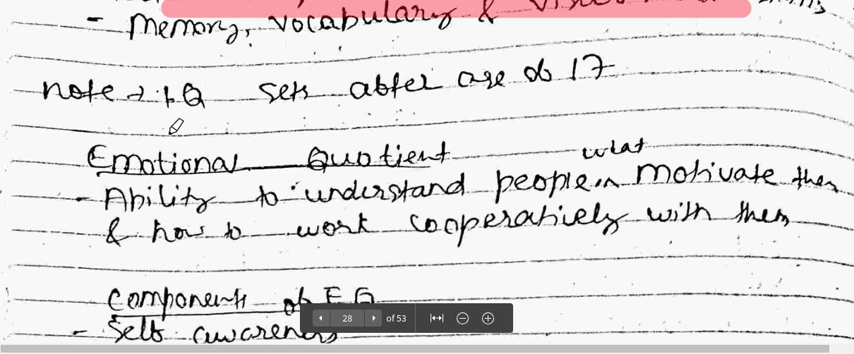 - Memory, vocabulary &
Note → IQ sets after age of 17
Emotional Quotient
- Ability to understand people, what motivate them
& how to work cooperatively with them
Components of EQ
- Self awareness
28 of 53